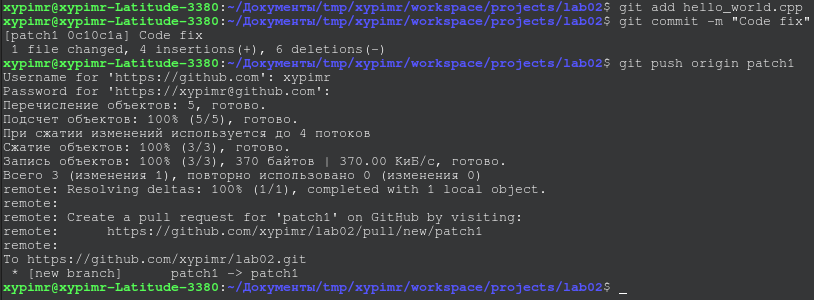 xypimr@xypimr-Latitude-3380:~/Документы/tmp/xypimr/workspace/projects/lab02$ git add hello_world.cpp
xypimr@xypimr-Latitude-3380:~/Документы/tmp/xypimr/workspace/projects/lab02$ git commit -m "Code fix"
[patch1 0c10c1a] Code fix
 1 file changed, 4 insertions(+), 6 deletions(-)
xypimr@xypimr-Latitude-3380:~/Документы/tmp/xypimr/workspace/projects/lab02$ git push origin patch1
Username for 'https://github.com': xypimr
Password for 'https://xypimr@github.com':
Перечисление объектов: 5, готово.
Подсчет объектов: 100% (5/5), готово.
При сжатии изменений используется до 4 потоков
Сжатие объектов: 100% (3/3), готово.
Запись объектов: 100% (3/3), 370 байтов | 370.00 КиБ/с, готово.
Всего 3 (изменения 1), повторно использовано 0 (изменения 0)
remote: Resolving deltas: 100% (1/1), completed with 1 local object.
remote:
remote: Create a pull request for 'patch1' on GitHub by visiting:
remote:      https://github.com/xypimr/lab02/pull/new/patch1
remote:
To https://github.com/xypimr/lab02.git
 * [new branch]      patch1 -> patch1
xypimr@xypimr-Latitude-3380:~/Документы/tmp/xypimr/workspace/projects/lab02$ _